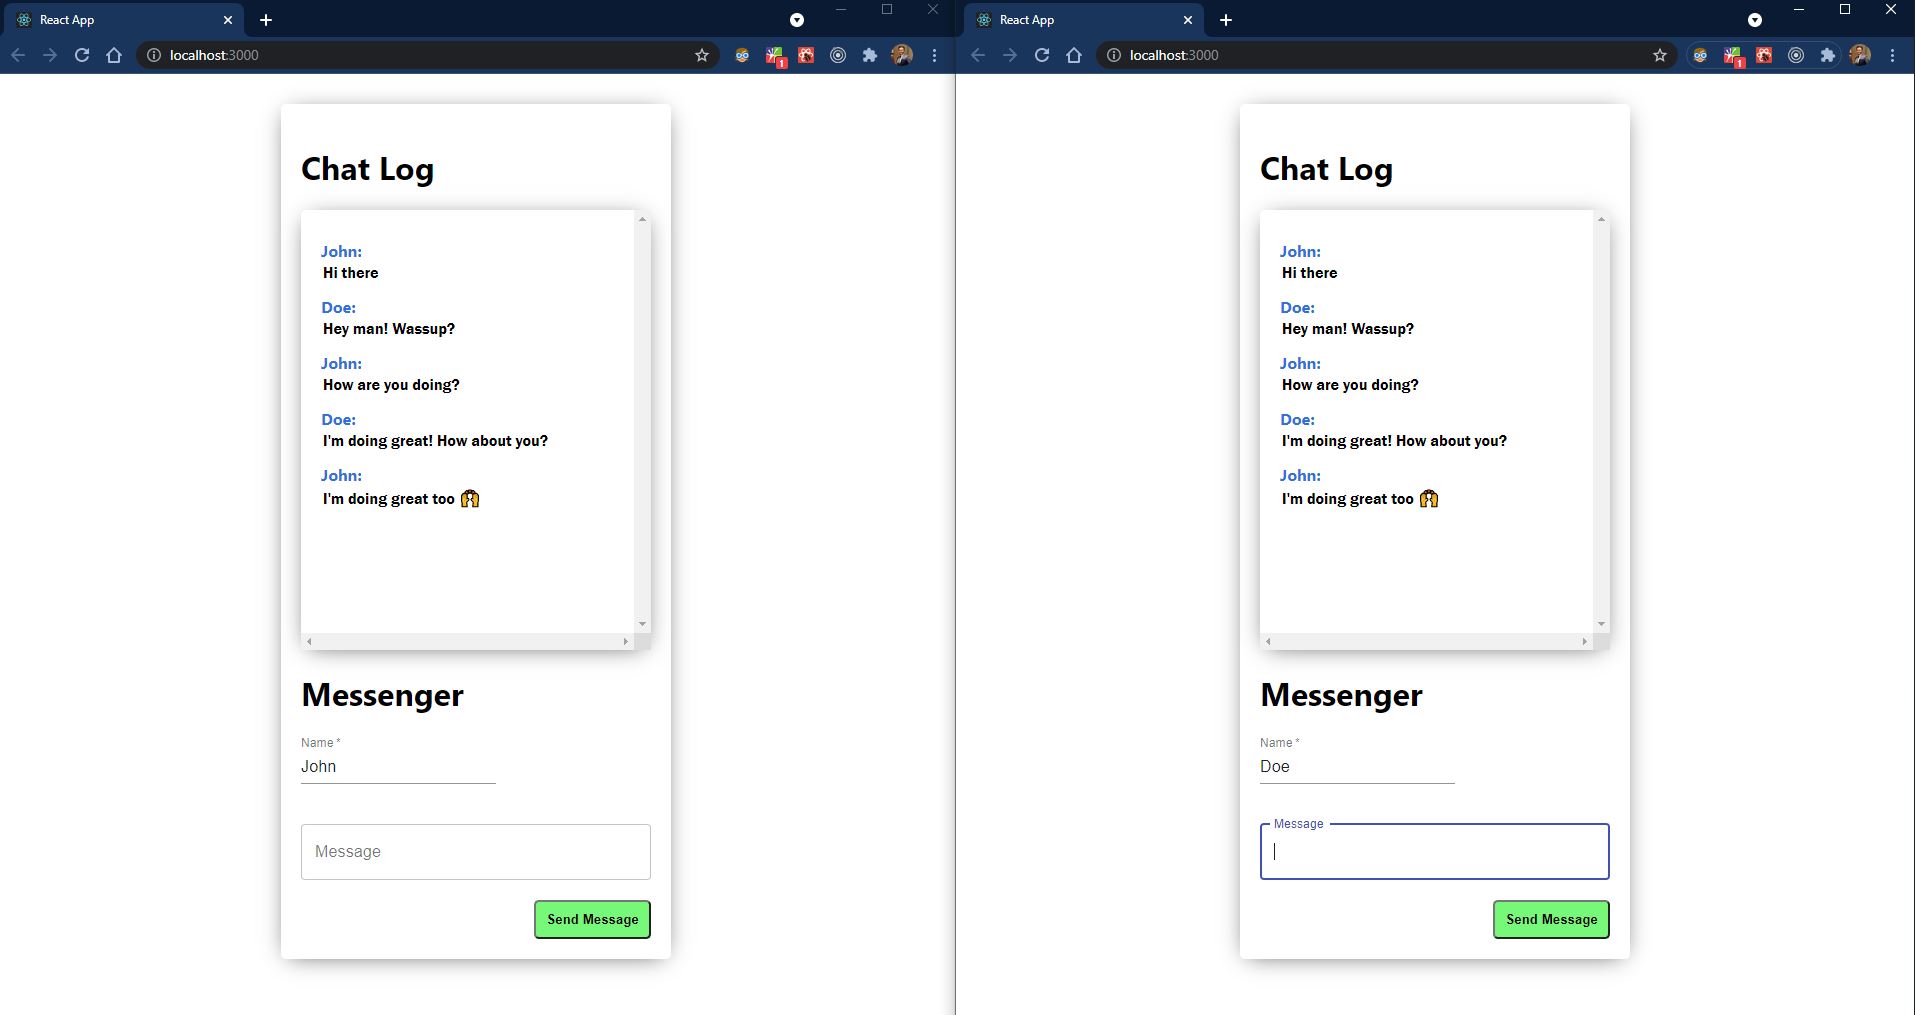 React App
localhost:3000
1
Chat Log
John:
Hi there
Doe:
Hey man! Wassup?
John:
How are you doing?
Doe:
I'm doing great! How about you?
John:
I'm doing great too 🙌
Messenger
Name *
John
Message
Send Message
React App
localhost:3000
1
Chat Log
John:
Hi there
Doe:
Hey man! Wassup?
John:
How are you doing?
Doe:
I'm doing great! How about you?
John:
I'm doing great too 🙌
Messenger
Name *
Doe
Message
Send Message